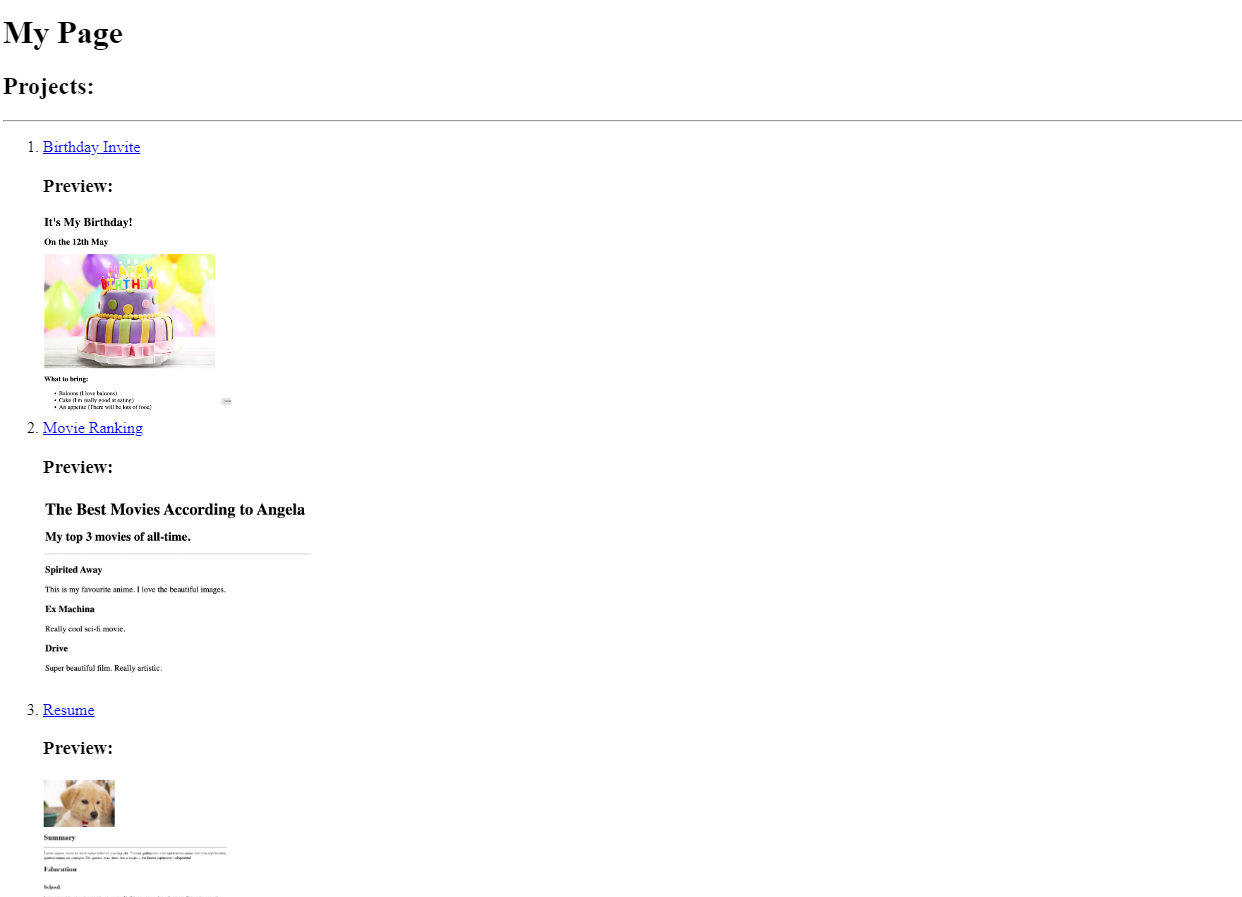 My Page
Projects:
1. Birthday Invite
Preview:
It's My Birthday!
On the 12th May
HAPPY
BIRTHDAY
What to bring:
• Baloons (I love baloons)
• Cake (I'm really good at eating)
• An appetite (There will be lots of food)
2. Movie Ranking
Preview:
The Best Movies According to Angela
My top 3 movies of all-time.
Spirited Away
This is my favourite anime. I love the beautiful images.
Ex Machina
Really cool sci-fi movie.
Drive
Super beautiful film. Really artistic.
3. Resume
Preview:
Summary
Education
School